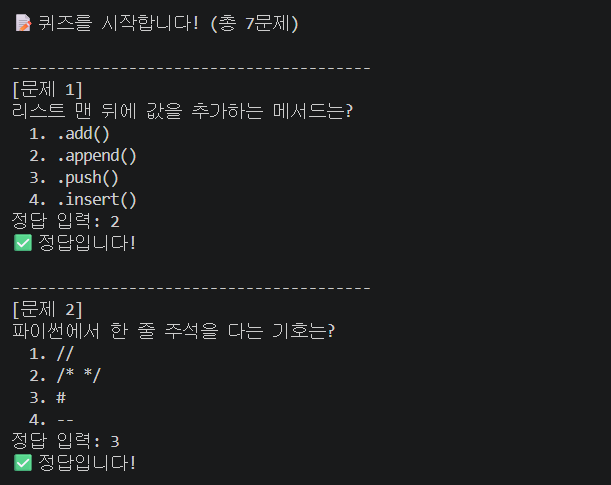 📝 퀴즈를 시작합니다! (총 7문제)
----------------------------------------
[문제 1]
리스트 맨 뒤에 값을 추가하는 메서드는?
1. .add()
2. .append()
3. .push()
4. .insert()
정답 입력: 2
✅ 정답입니다!
----------------------------------------
[문제 2]
파이썬에서 한 줄 주석을 다는 기호는?
1. //
2. /* */
3. #
4. --
정답 입력: 3
✅ 정답입니다!